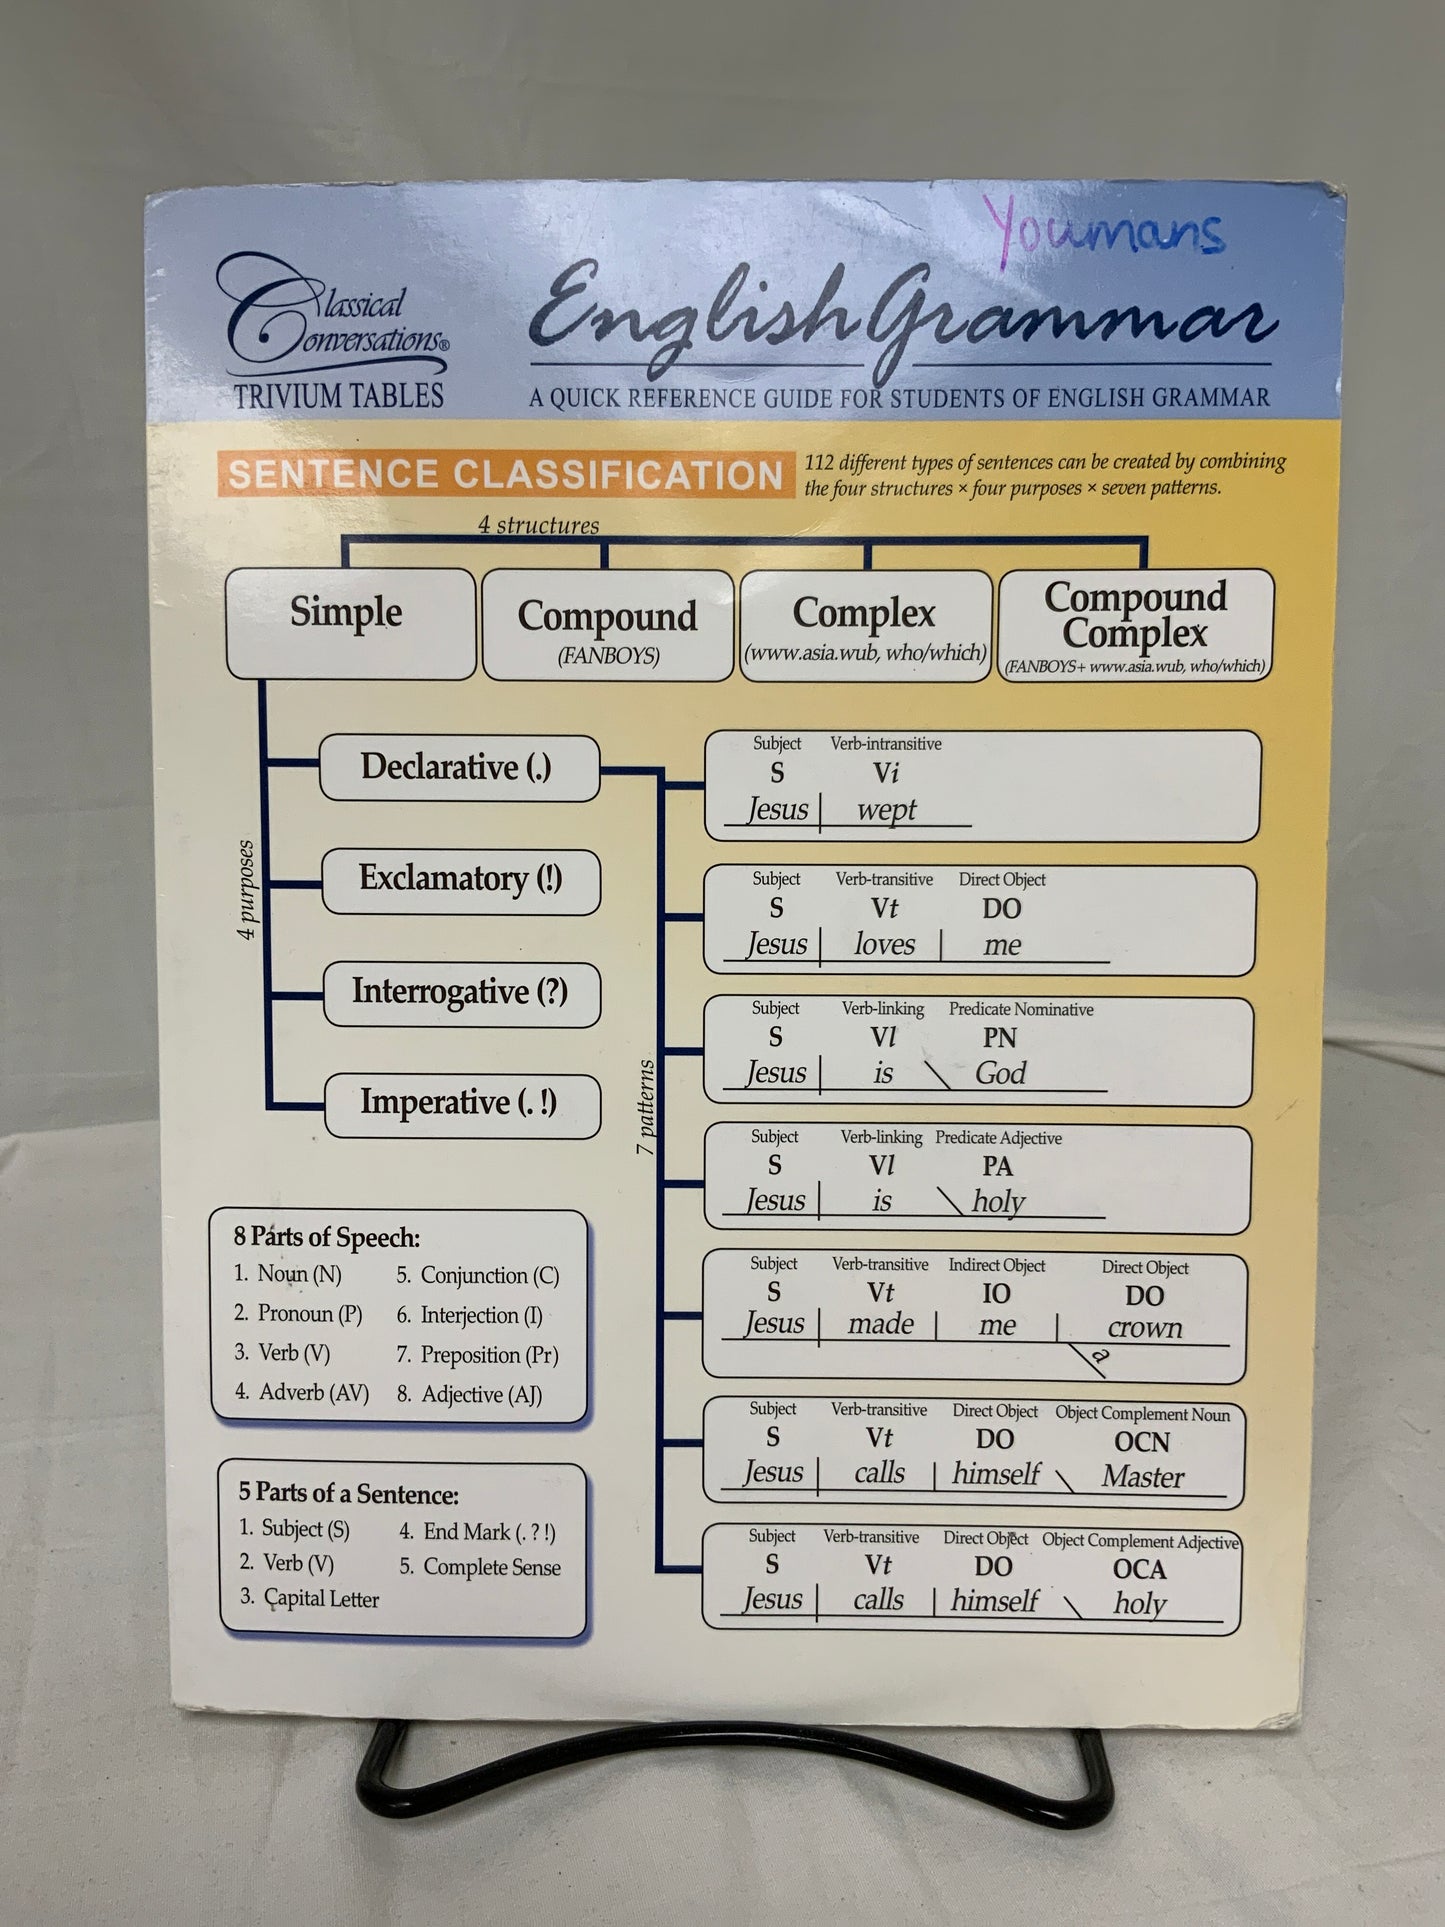 Youmans
Classical
Conversations®
TRIVIUM TABLES
English Grammar
A QUICK REFERENCE GUIDE FOR STUDENTS OF ENGLISH GRAMMAR
SENTENCE CLASSIFICATION
112 different types of sentences can be created by combining
the four structures × four purposes × seven patterns.
4 structures
Simple
Compound
(FANBOYS)
Complex
(www.asia.wub, who/which)
Compound
Complex
(FANBOYS+ www.asia.wub, who/which)
4 purposes
Declarative (.)
Exclamatory (!)
Interrogative (?)
Imperative (. !)
7 patterns
Subject Verb-intransitive
S Vi
Jesus wept
Subject Verb-transitive Direct Object
S Vt DO
Jesus loves me
Subject Verb-linking Predicate Nominative
S Vl PN
Jesus is God
Subject Verb-linking Predicate Adjective
S Vl PA
Jesus is holy
Subject Verb-transitive Indirect Object Direct Object
S Vt IO DO
Jesus made me crown
a
Subject Verb-transitive Direct Object Object Complement Noun
S Vt DO OCN
Jesus calls himself Master
Subject Verb-transitive Direct Object Object Complement Adjective
S Vt DO OCA
Jesus calls himself holy
8 Parts of Speech:
1. Noun (N) 5. Conjunction (C)
2. Pronoun (P) 6. Interjection (I)
3. Verb (V) 7. Preposition (Pr)
4. Adverb (AV) 8. Adjective (AJ)
5 Parts of a Sentence:
1. Subject (S) 4. End Mark (. ? !)
2. Verb (V) 5. Complete Sense
3. Capital Letter